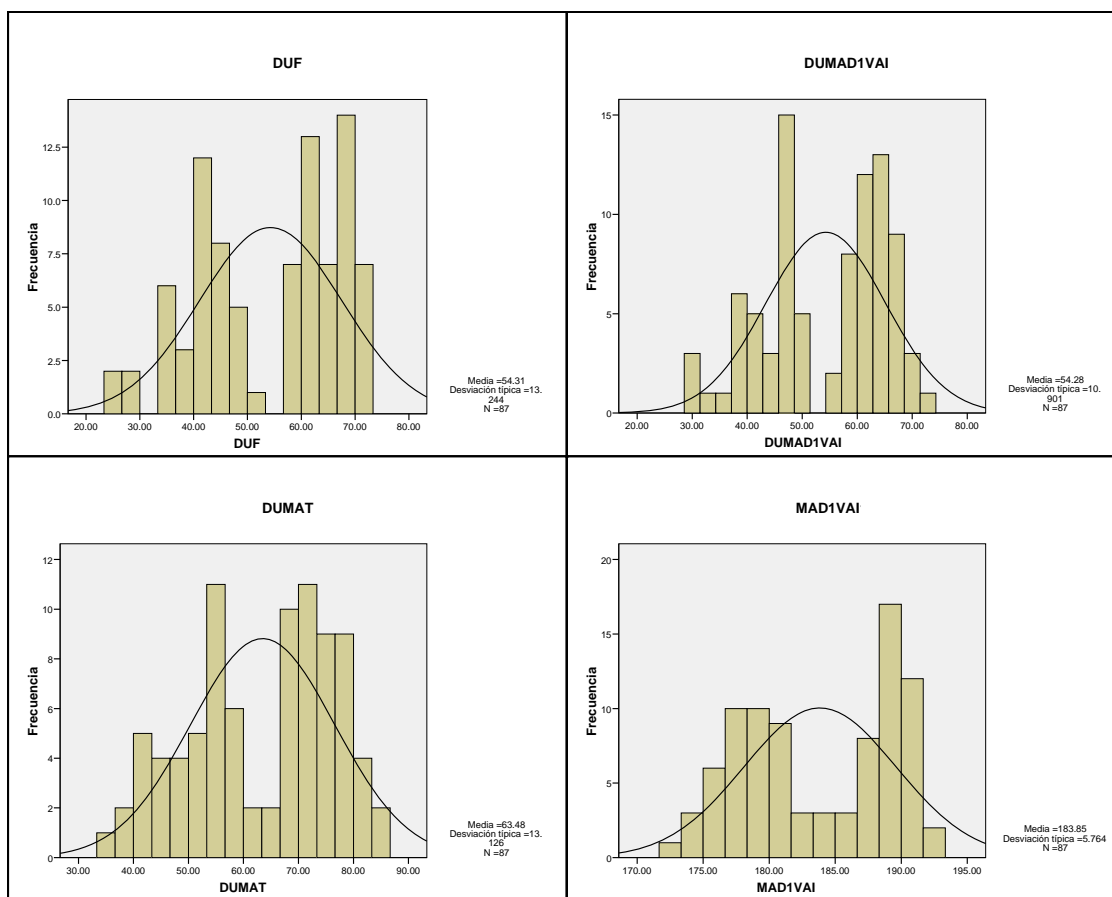 DUF
Frecuencia
12.5
10.0
7.5
5.0
2.5
0.0
20.00 30.00 40.00 50.00 60.00 70.00 80.00
DUF
Media =54.31
Desviación típica =13.
244
N =87
DUMAD1VAI
Frecuencia
15
10
5
0
20.00 30.00 40.00 50.00 60.00 70.00 80.00
DUMAD1VAI
Media =54.28
Desviación típica =10.
901
N =87
DUMAT
Frecuencia
12
10
8
6
4
2
0
30.00 40.00 50.00 60.00 70.00 80.00 90.00
DUMAT
Media =63.48
Desviación típica =13.
126
N =87
MAD1VAI
Frecuencia
20
15
10
5
0
170.00 175.00 180.00 185.00 190.00 195.00
MAD1VAI
Media =183.85
Desviación típica =5.764
N =87